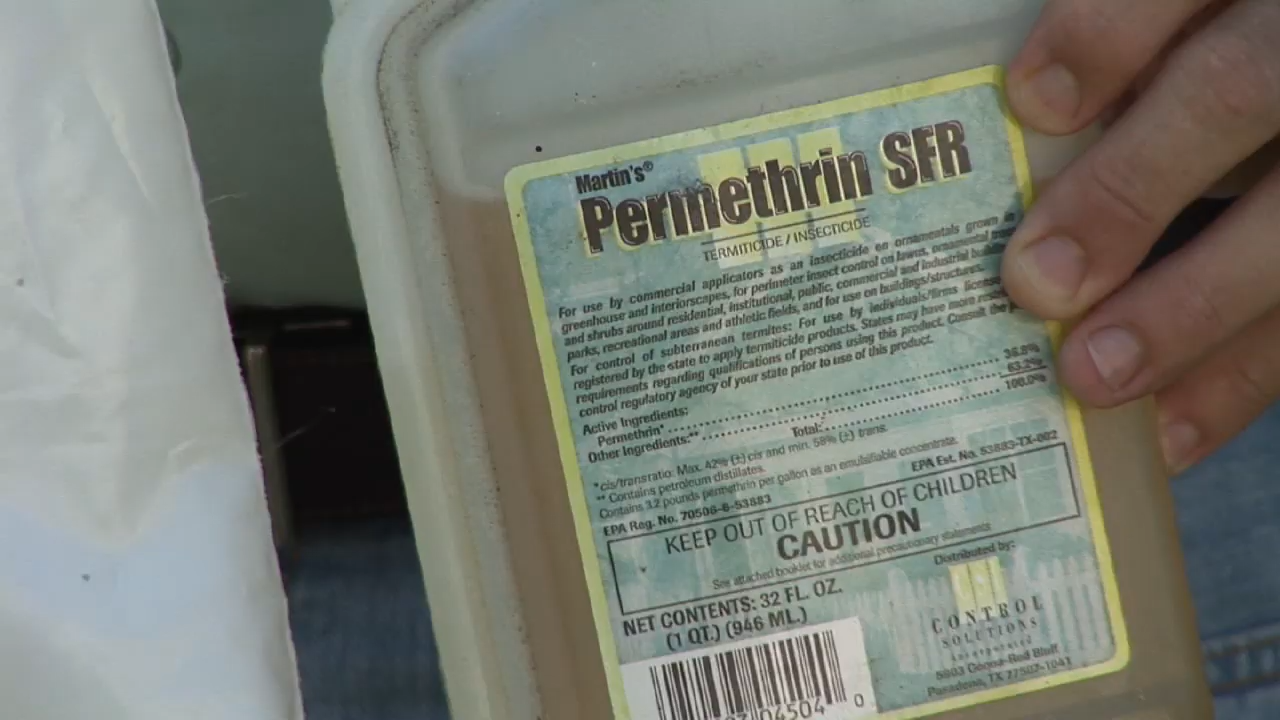 Martin's®
Permethrin SFR
TERMITICIDE / INSECTICIDE
For use by commercial applicators as an insecticide on ornamentals grown in
greenhouse and interiorscapes, for perimeter insect control on lawns, ornamental
and shrubs around residential, institutional, public, commercial and industrial
parks, recreational areas and athletic fields, and for use on buildings/structures.
For control of subterranean termites: For use by individuals/firms
registered by the state to apply termiticide products. States may have more
requirements regarding qualifications of persons using this product. Consult the
control regulatory agency of your state prior to use of this product.
Active Ingredients:
Permethrin* 36.8%
Other Ingredients:** 63.2%
Total: 100.0%
*cis/transratio: Max. 42% (±) cis and min. 58% (±) trans.
** Contains petroleum distillates.
Contains 3.2 pounds permethrin per gallon as an emulsifiable concentrate.
EPA Reg. No. 70506-6-53883
EPA Est. No. 53883-TX-002
KEEP OUT OF REACH OF CHILDREN
CAUTION
See attached booklet for additional precautionary statements
NET CONTENTS: 32 FL. OZ.
(1 QT.) (946 ML.)
Distributed by:
CONTROL
SOLUTIONS
Incorporated
5903 Genoa-Red Bluff
Pasadena, TX 77507-1041
04504 0